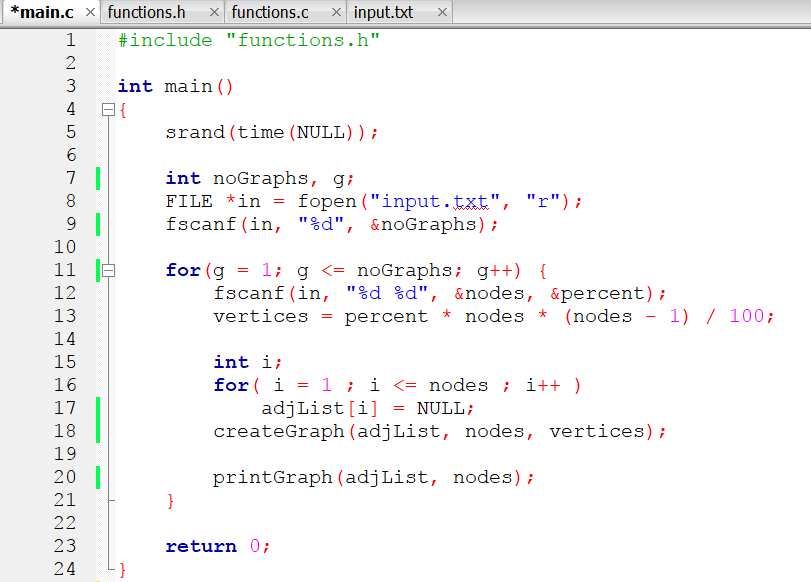 *main.c × functions.h × functions.c × input.txt ×
1 #include "functions.h"
2
3 int main()
4 {
5     srand(time(NULL));
6
7     int noGraphs, g;
8     FILE *in = fopen("input.txt", "r");
9     fscanf(in, "%d", &noGraphs);
10
11     for(g = 1; g <= noGraphs; g++) {
12         fscanf(in, "%d %d", &nodes, &percent);
13         vertices = percent * nodes * (nodes - 1) / 100;
14
15         int i;
16         for( i = 1 ; i <= nodes ; i++ )
17             adjList[i] = NULL;
18         createGraph(adjList, nodes, vertices);
19
20         printGraph(adjList, nodes);
21     }
22
23     return 0;
24 }